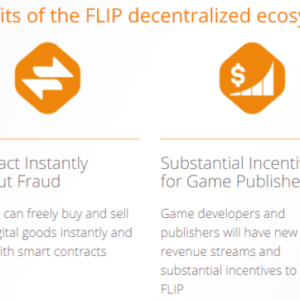 fits of the FLIP decentralized ecosy
act Instantly
ut Fraud
can freely buy and sell
gital goods instantly and
ith smart contracts
$
Substantial Incenti
for Game Publishe
Game developers and
publishers will have new
revenue streams and
substantial incentives to
FLIP